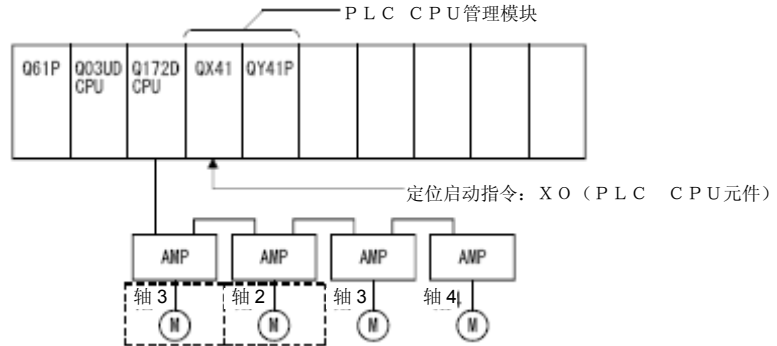 PLC CPU管理模块
Q61P Q03UD CPU Q172D CPU QX41 QY41P
定位启动指令：XO（PLC CPU元件）
AMP AMP AMP AMP
轴 3 轴 2 轴 3 轴 4
M M M M